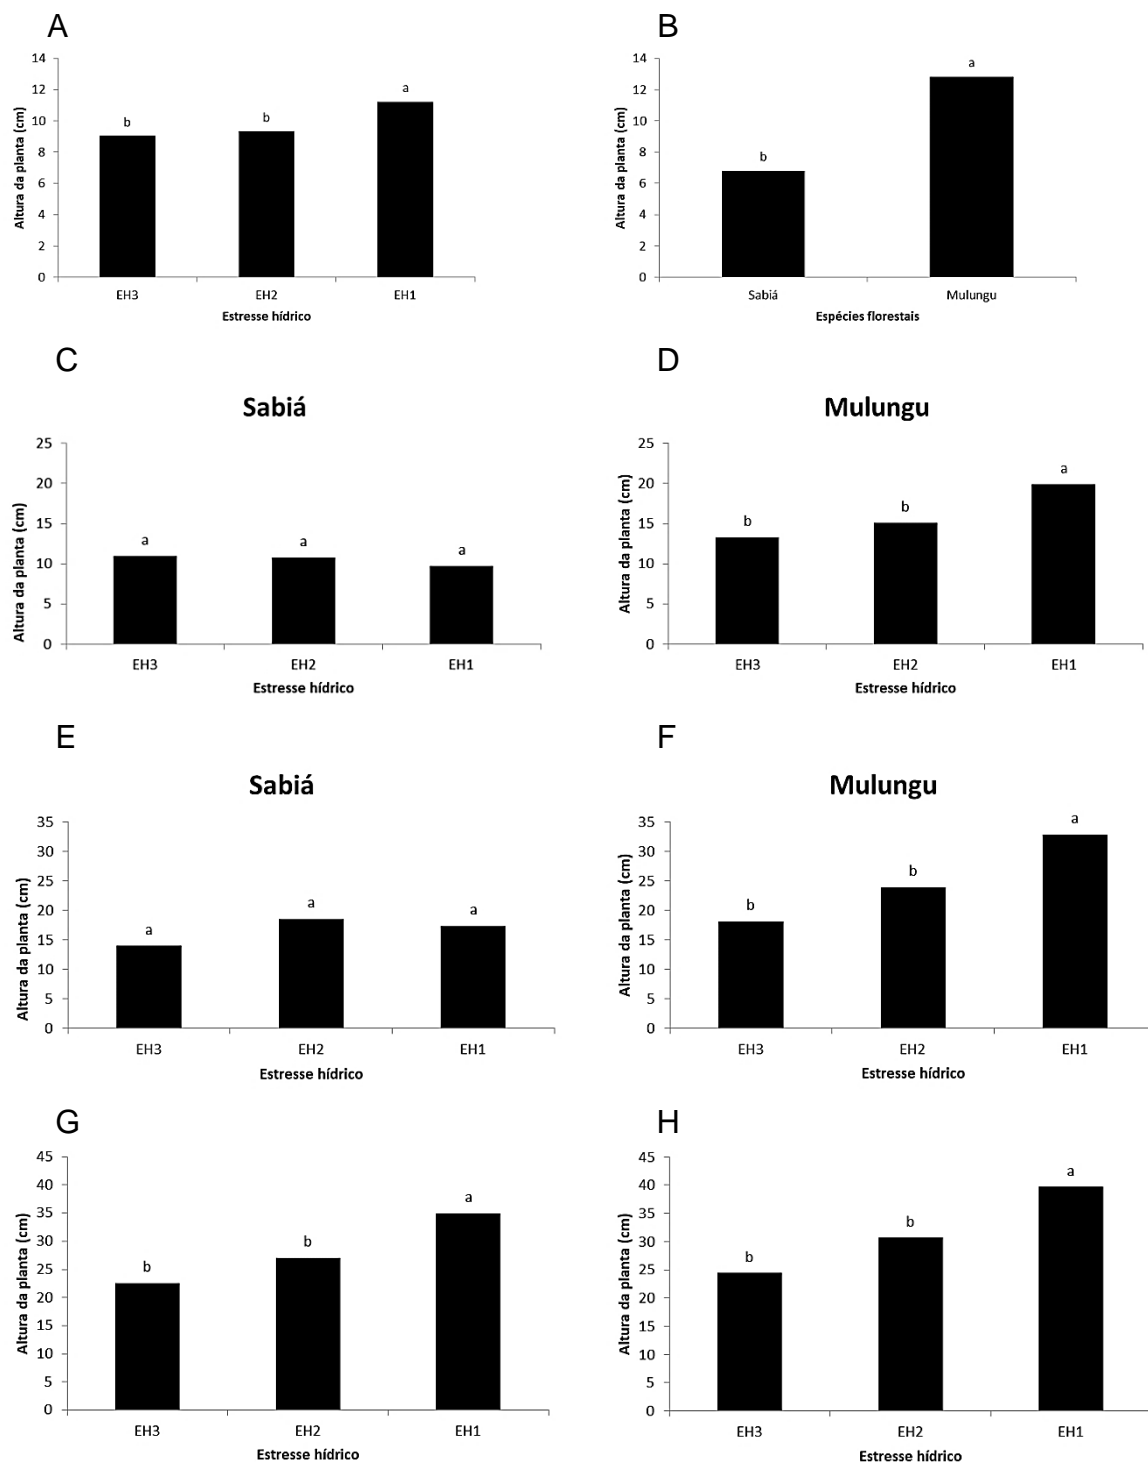 A
14
12
10
8
6
4
2
0
Altura da planta (cm)
b
b
a
EH3
EH2
EH1
Estresse hídrico
B
14
12
10
8
6
4
2
0
Altura da planta (cm)
b
a
Sabiá
Mulungu
Espécies florestais
C
Sabiá
25
20
15
10
5
0
Altura da planta (cm)
a
a
a
EH3
EH2
EH1
Estresse hídrico
D
Mulungu
25
20
15
10
5
0
Altura da planta (cm)
b
b
a
EH3
EH2
EH1
Estresse hídrico
E
Sabiá
35
30
25
20
15
10
5
0
Altura da planta (cm)
a
a
a
EH3
EH2
EH1
Estresse hídrico
F
Mulungu
35
30
25
20
15
10
5
0
Altura da planta (cm)
b
b
a
EH3
EH2
EH1
Estresse hídrico
G
45
40
35
30
25
20
15
10
5
0
Altura da planta (cm)
b
b
a
EH3
EH2
EH1
Estresse hídrico
H
45
40
35
30
25
20
15
10
5
0
Altura da planta (cm)
b
b
a
EH3
EH2
EH1
Estresse hídrico